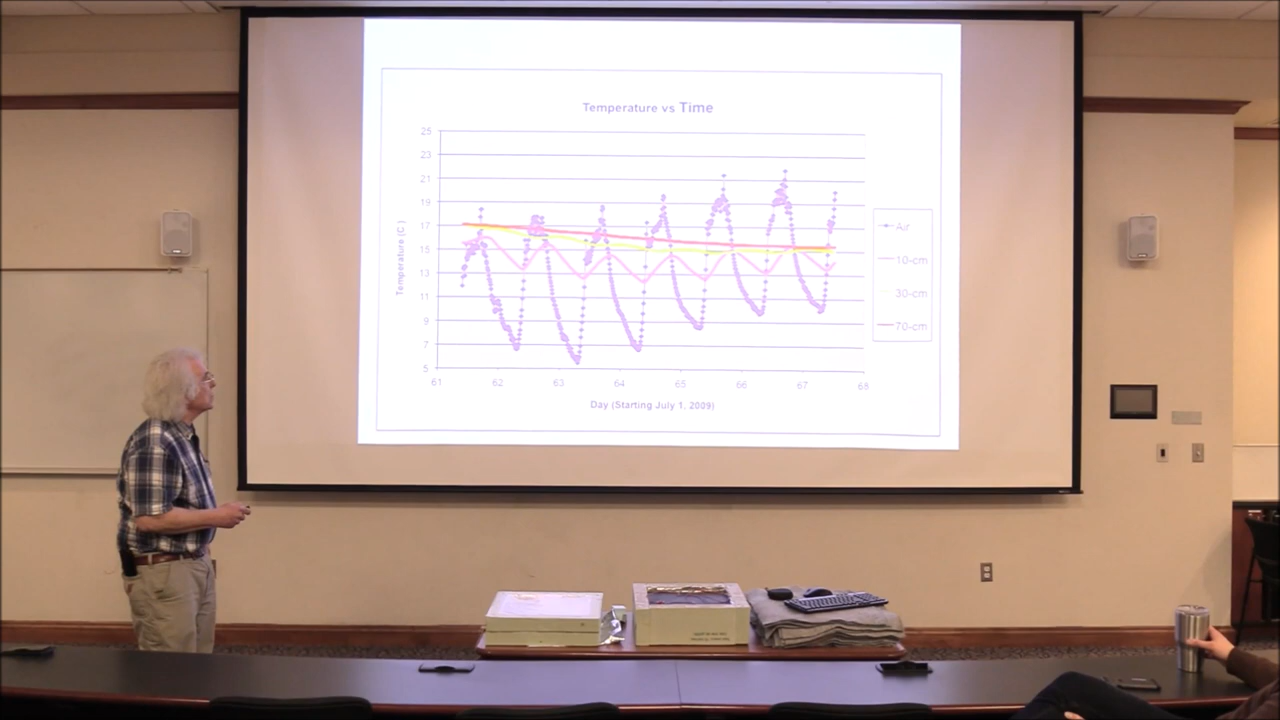 Temperature vs Time
25
23
21
19
17
15
13
11
9
7
5
Temperature (C )
61 62 63 64 65 66 67 68
Day (Starting July 1, 2009)
Air
10-cm
30-cm
70-cm